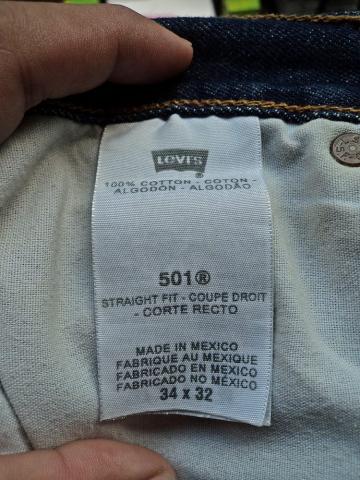 LEVI'S®
100% COTTON - COTON -
ALGODÓN - ALGODÃO
501®
STRAIGHT FIT - COUPE DROIT
- CORTE RECTO
MADE IN MEXICO
FABRIQUE AU MEXIQUE
FABRICADO EN MEXICO
FABRICADO NO MÉXICO
34 x 32